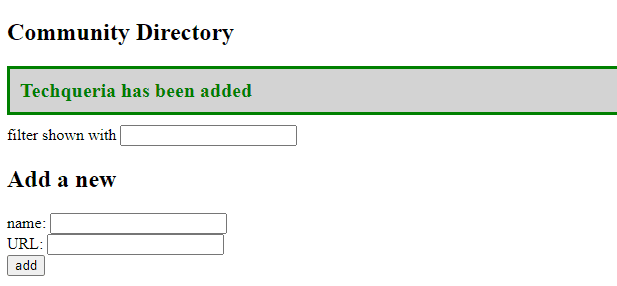 Community Directory
Techqueria has been added
filter shown with
Add a new
name:
URL:
add